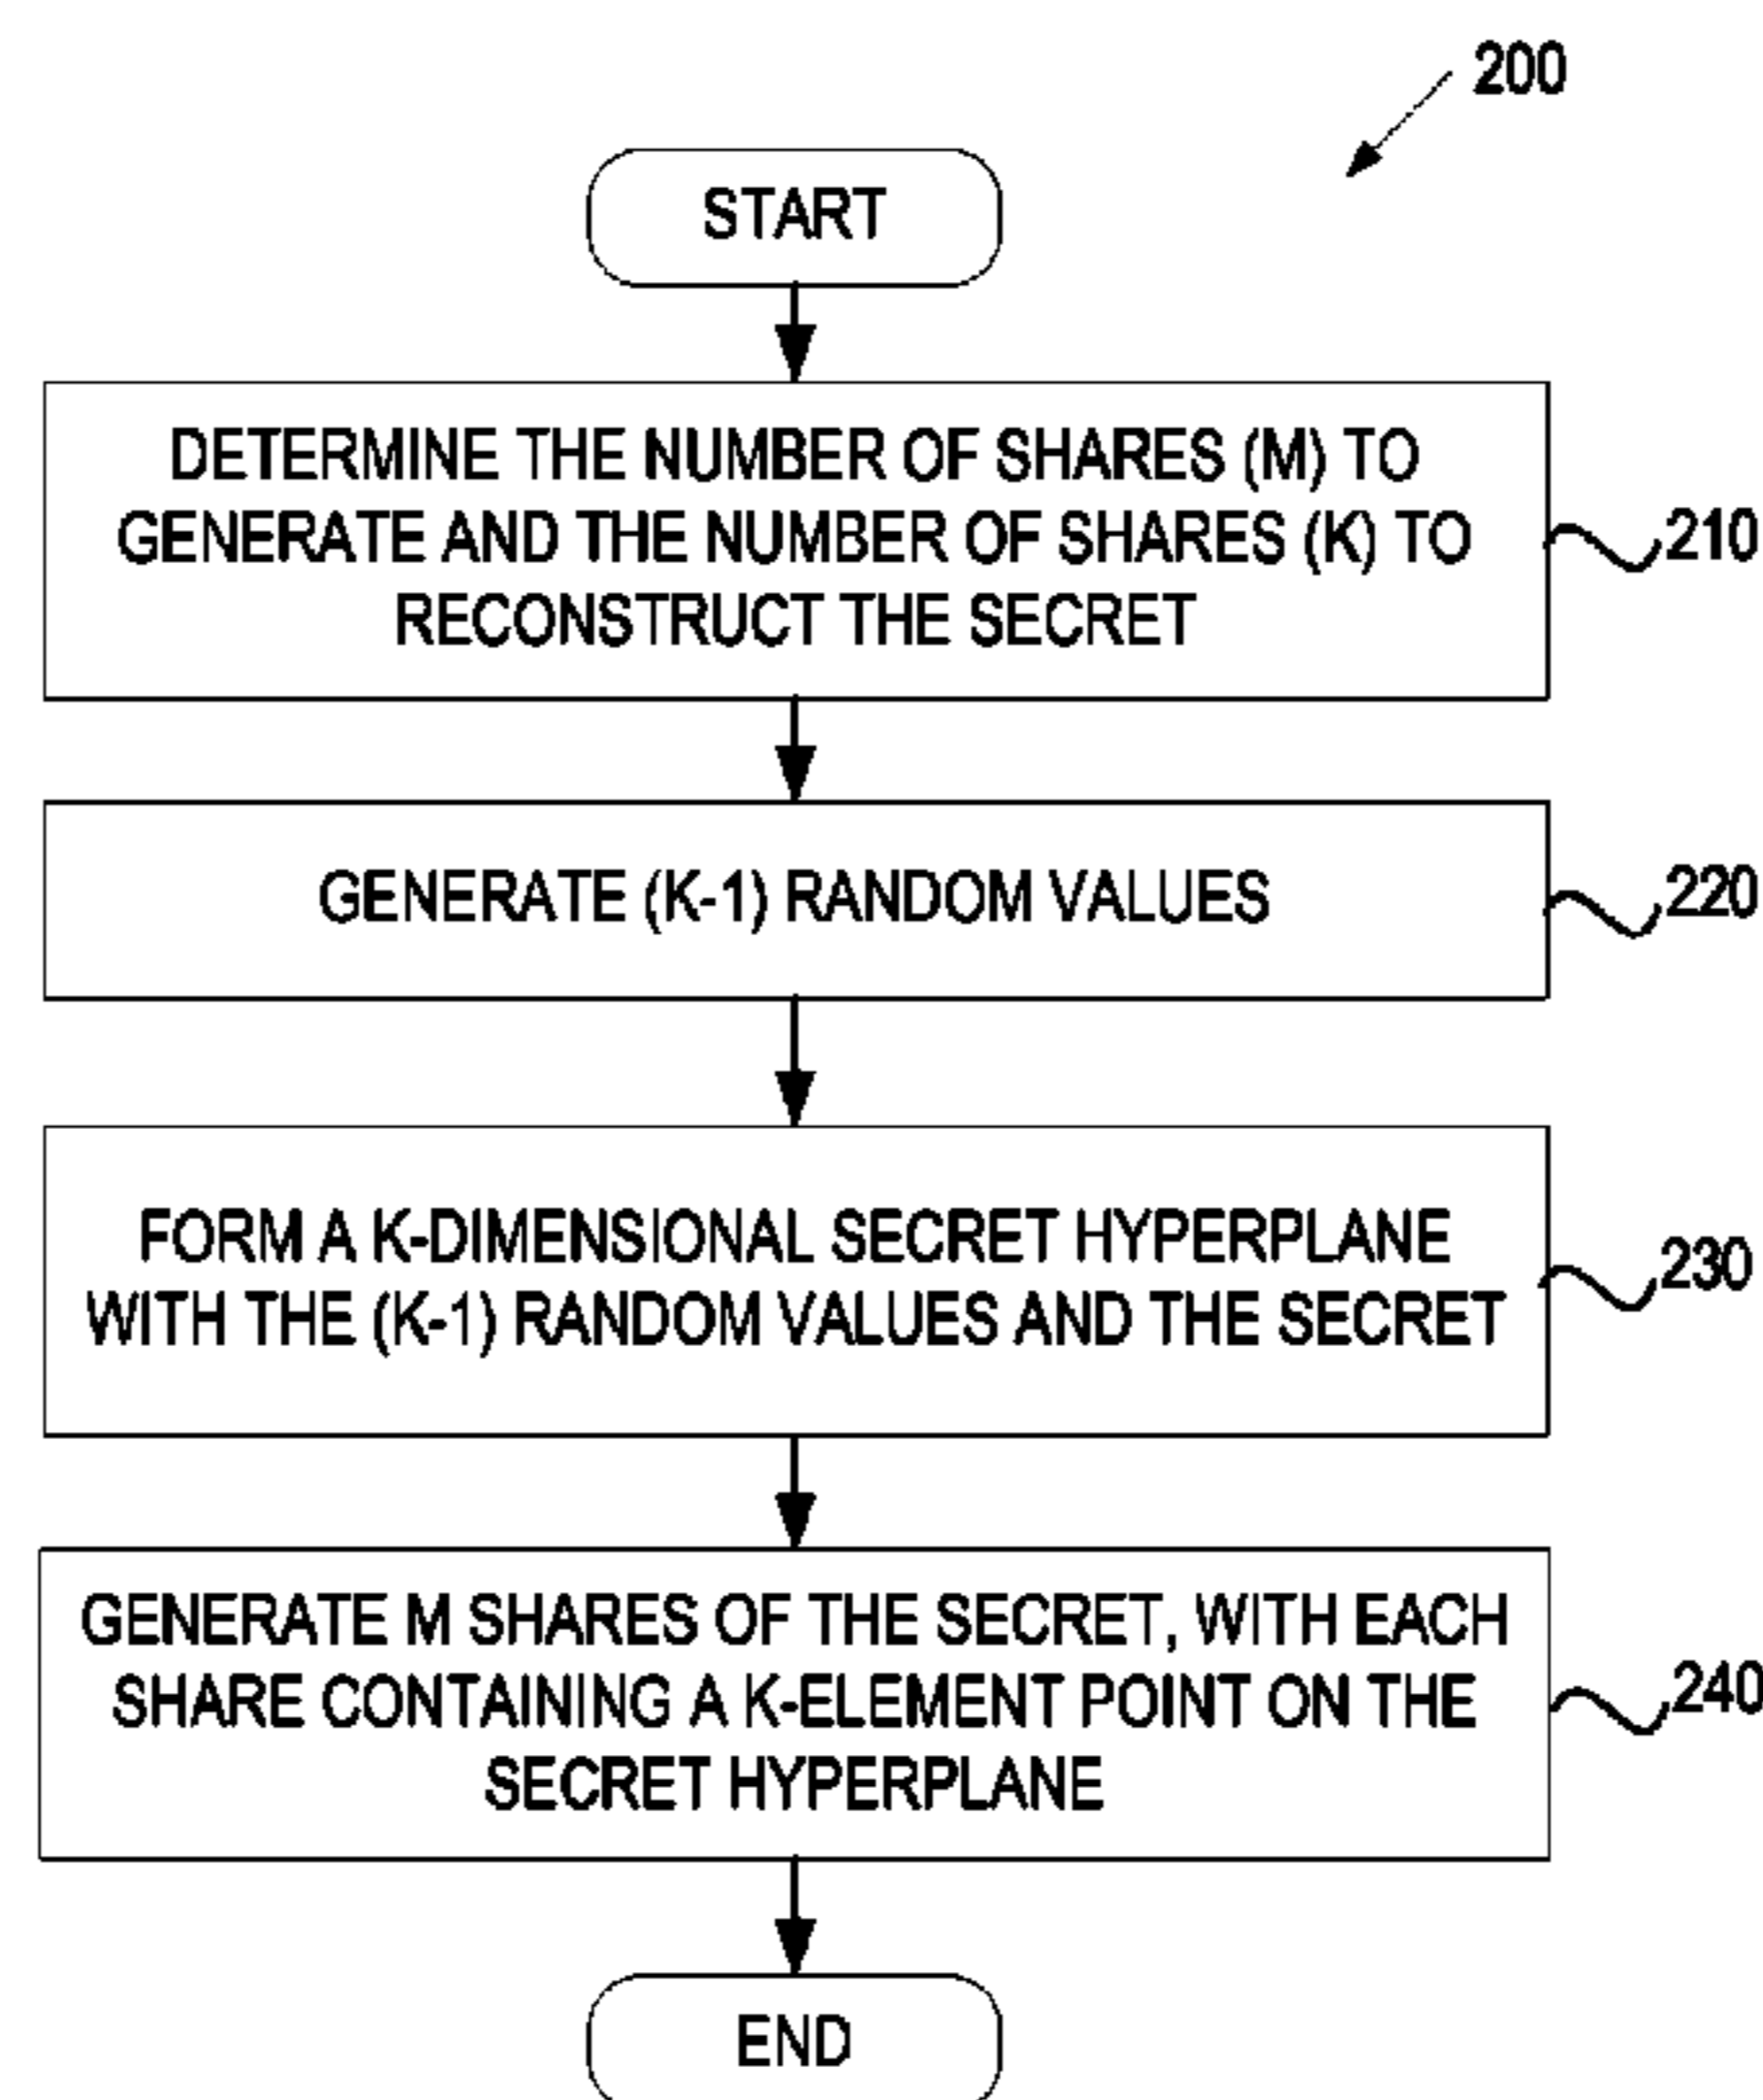 200
START
DETERMINE THE NUMBER OF SHARES (M) TO
GENERATE AND THE NUMBER OF SHARES (K) TO
RECONSTRUCT THE SECRET
210
GENERATE (K-1) RANDOM VALUES
220
FORM A K-DIMENSIONAL SECRET HYPERPLANE
WITH THE (K-1) RANDOM VALUES AND THE SECRET
230
GENERATE M SHARES OF THE SECRET, WITH EACH
SHARE CONTAINING A K-ELEMENT POINT ON THE
SECRET HYPERPLANE
240
END